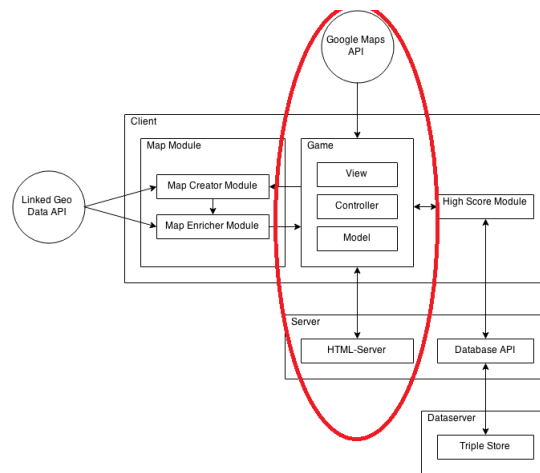 Google Maps
API
Client
Map Module
Game
Linked Geo
Data API
Map Creator Module
Map Enricher Module
View
Controller
Model
High Score Module
Server
HTML-Server
Database API
Dataserver
Triple Store